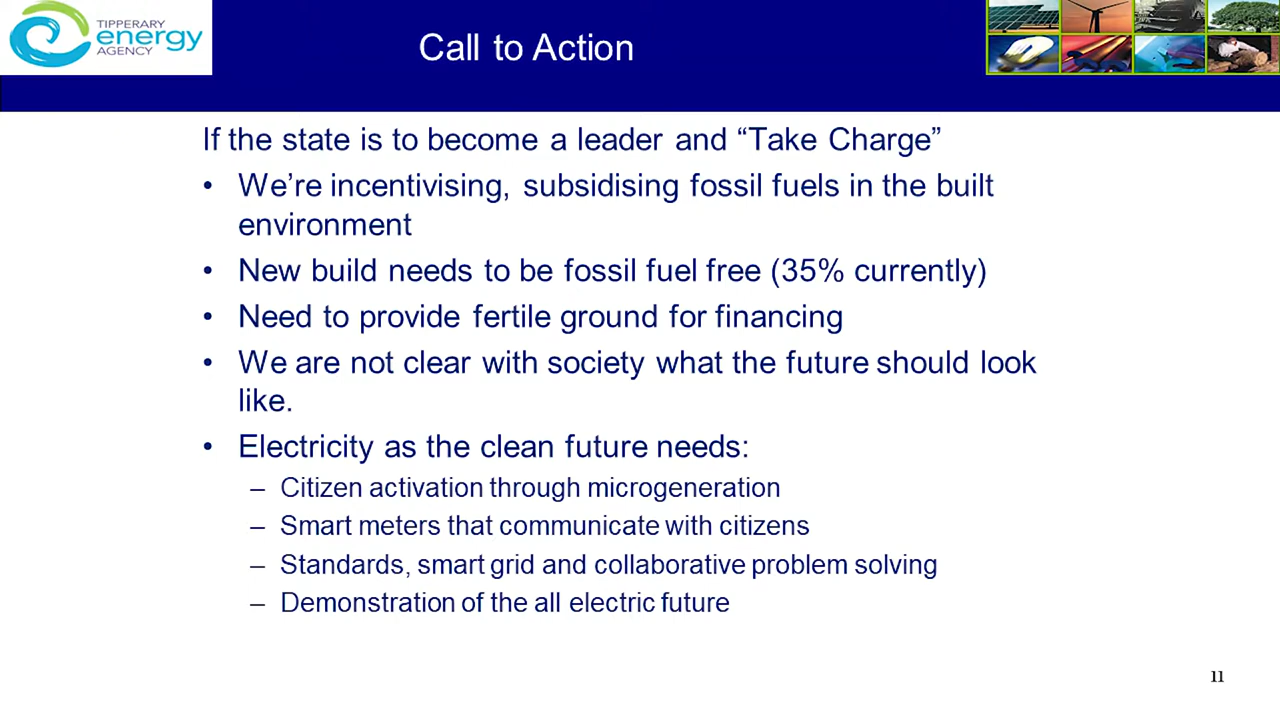 TIPPERARY
energy
AGENCY
Call to Action
If the state is to become a leader and “Take Charge”
• We’re incentivising, subsidising fossil fuels in the built
environment
• New build needs to be fossil fuel free (35% currently)
• Need to provide fertile ground for financing
• We are not clear with society what the future should look
like.
• Electricity as the clean future needs:
– Citizen activation through microgeneration
– Smart meters that communicate with citizens
– Standards, smart grid and collaborative problem solving
– Demonstration of the all electric future
11